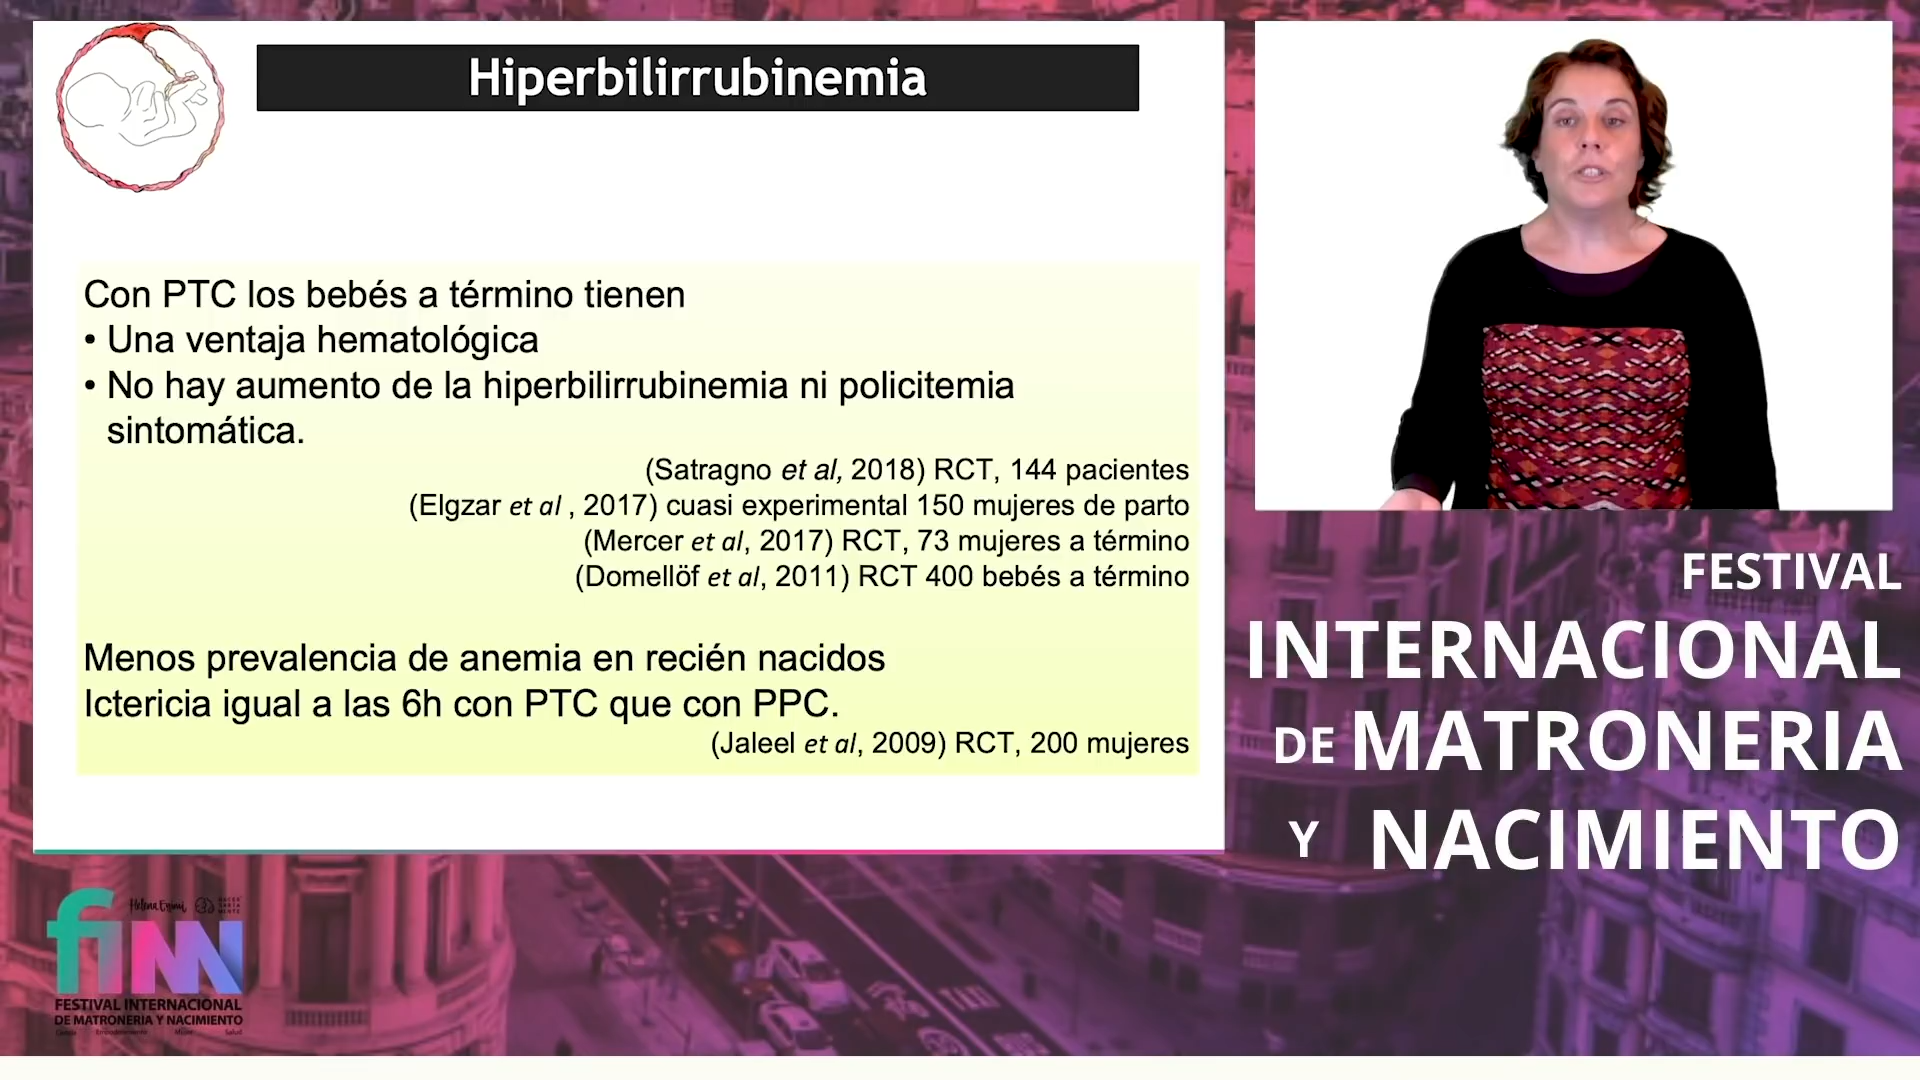 Hiperbilirrubinemia
Con PTC los bebés a término tienen
• Una ventaja hematológica
• No hay aumento de la hiperbilirrubinemia ni policitemia
sintomática.
(Satragno et al, 2018) RCT, 144 pacientes
(Elgzar et al , 2017) cuasi experimental 150 mujeres de parto
(Mercer et al, 2017) RCT, 73 mujeres a término
(Domellöf et al, 2011) RCT 400 bebés a término
Menos prevalencia de anemia en recién nacidos
Ictericia igual a las 6h con PTC que con PPC.
(Jaleel et al, 2009) RCT, 200 mujeres
FESTIVAL
INTERNACIONAL
DE MATRONERIA
Y NACIMIENTO
fimn
FESTIVAL INTERNACIONAL
DE MATRONERIA Y NACIMIENTO
TAXI